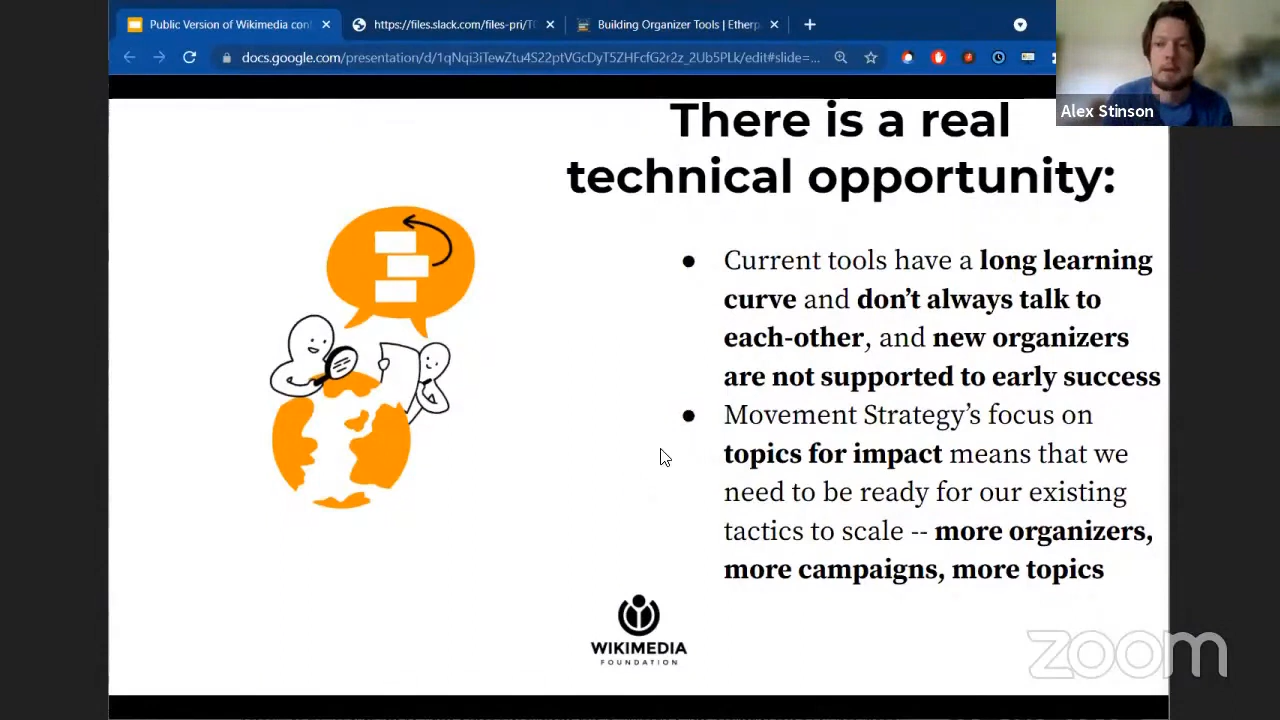 Public Version of Wikimedia con
https://files.slack.com/files-pri/T0
Building Organizer Tools | Etherp
docs.google.com/presentation/d/1qNqi3iTewZtu4S22ptVGcDyT5ZHFcfG2r2z_2Ub5PLk/edit#slide=...
Alex Stinson
There is a real
technical opportunity:
● Current tools have a long learning
curve and don’t always talk to
each-other, and new organizers
are not supported to early success
● Movement Strategy’s focus on
topics for impact means that we
need to be ready for our existing
tactics to scale -- more organizers,
more campaigns, more topics
WIKIMEDIA
FOUNDATION
zoom